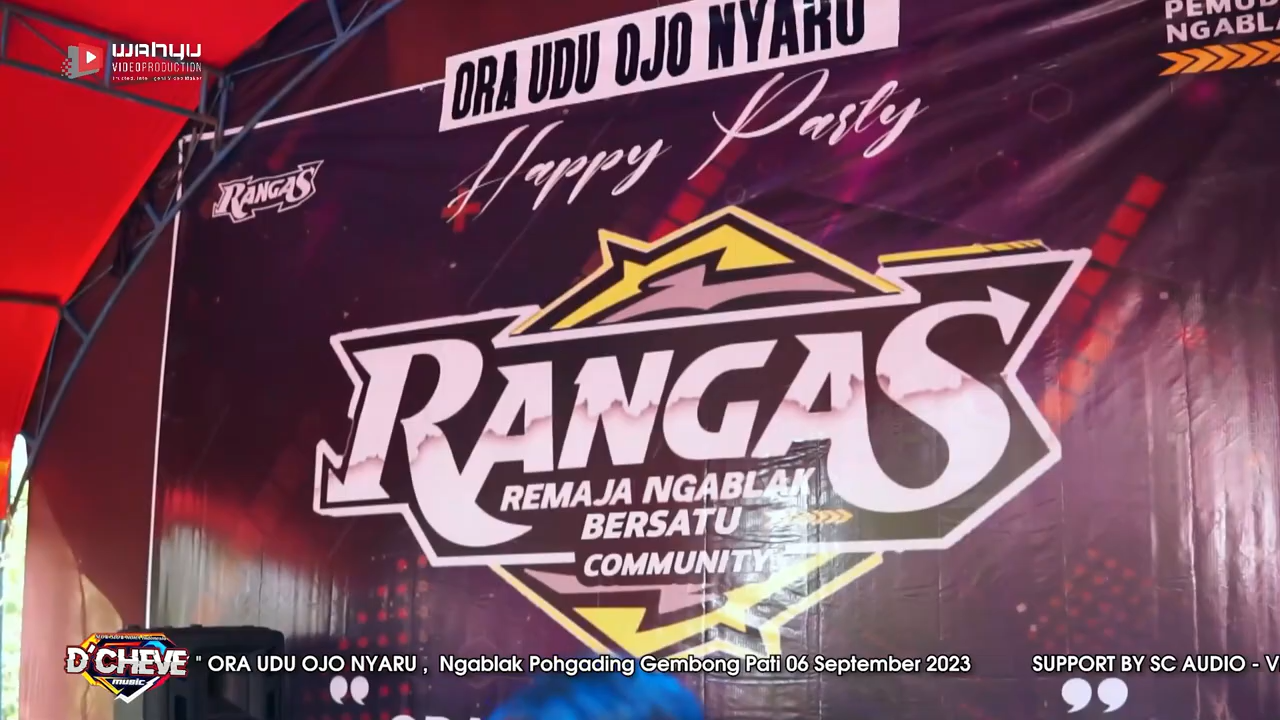 WAHYU
VIDEOPRODUCTION
ORA UDU OJO NYARU
Happy Party
PEMUD
NGABLA
RANGAS
RANGAS
REMAJA NGABLAK
BERSATU
COMMUNITY
D'CHEVE
music
" ORA UDU OJO NYARU , Ngablak Pohgading Gembong Pati 06 September 2023 SUPPORT BY SC AUDIO - V